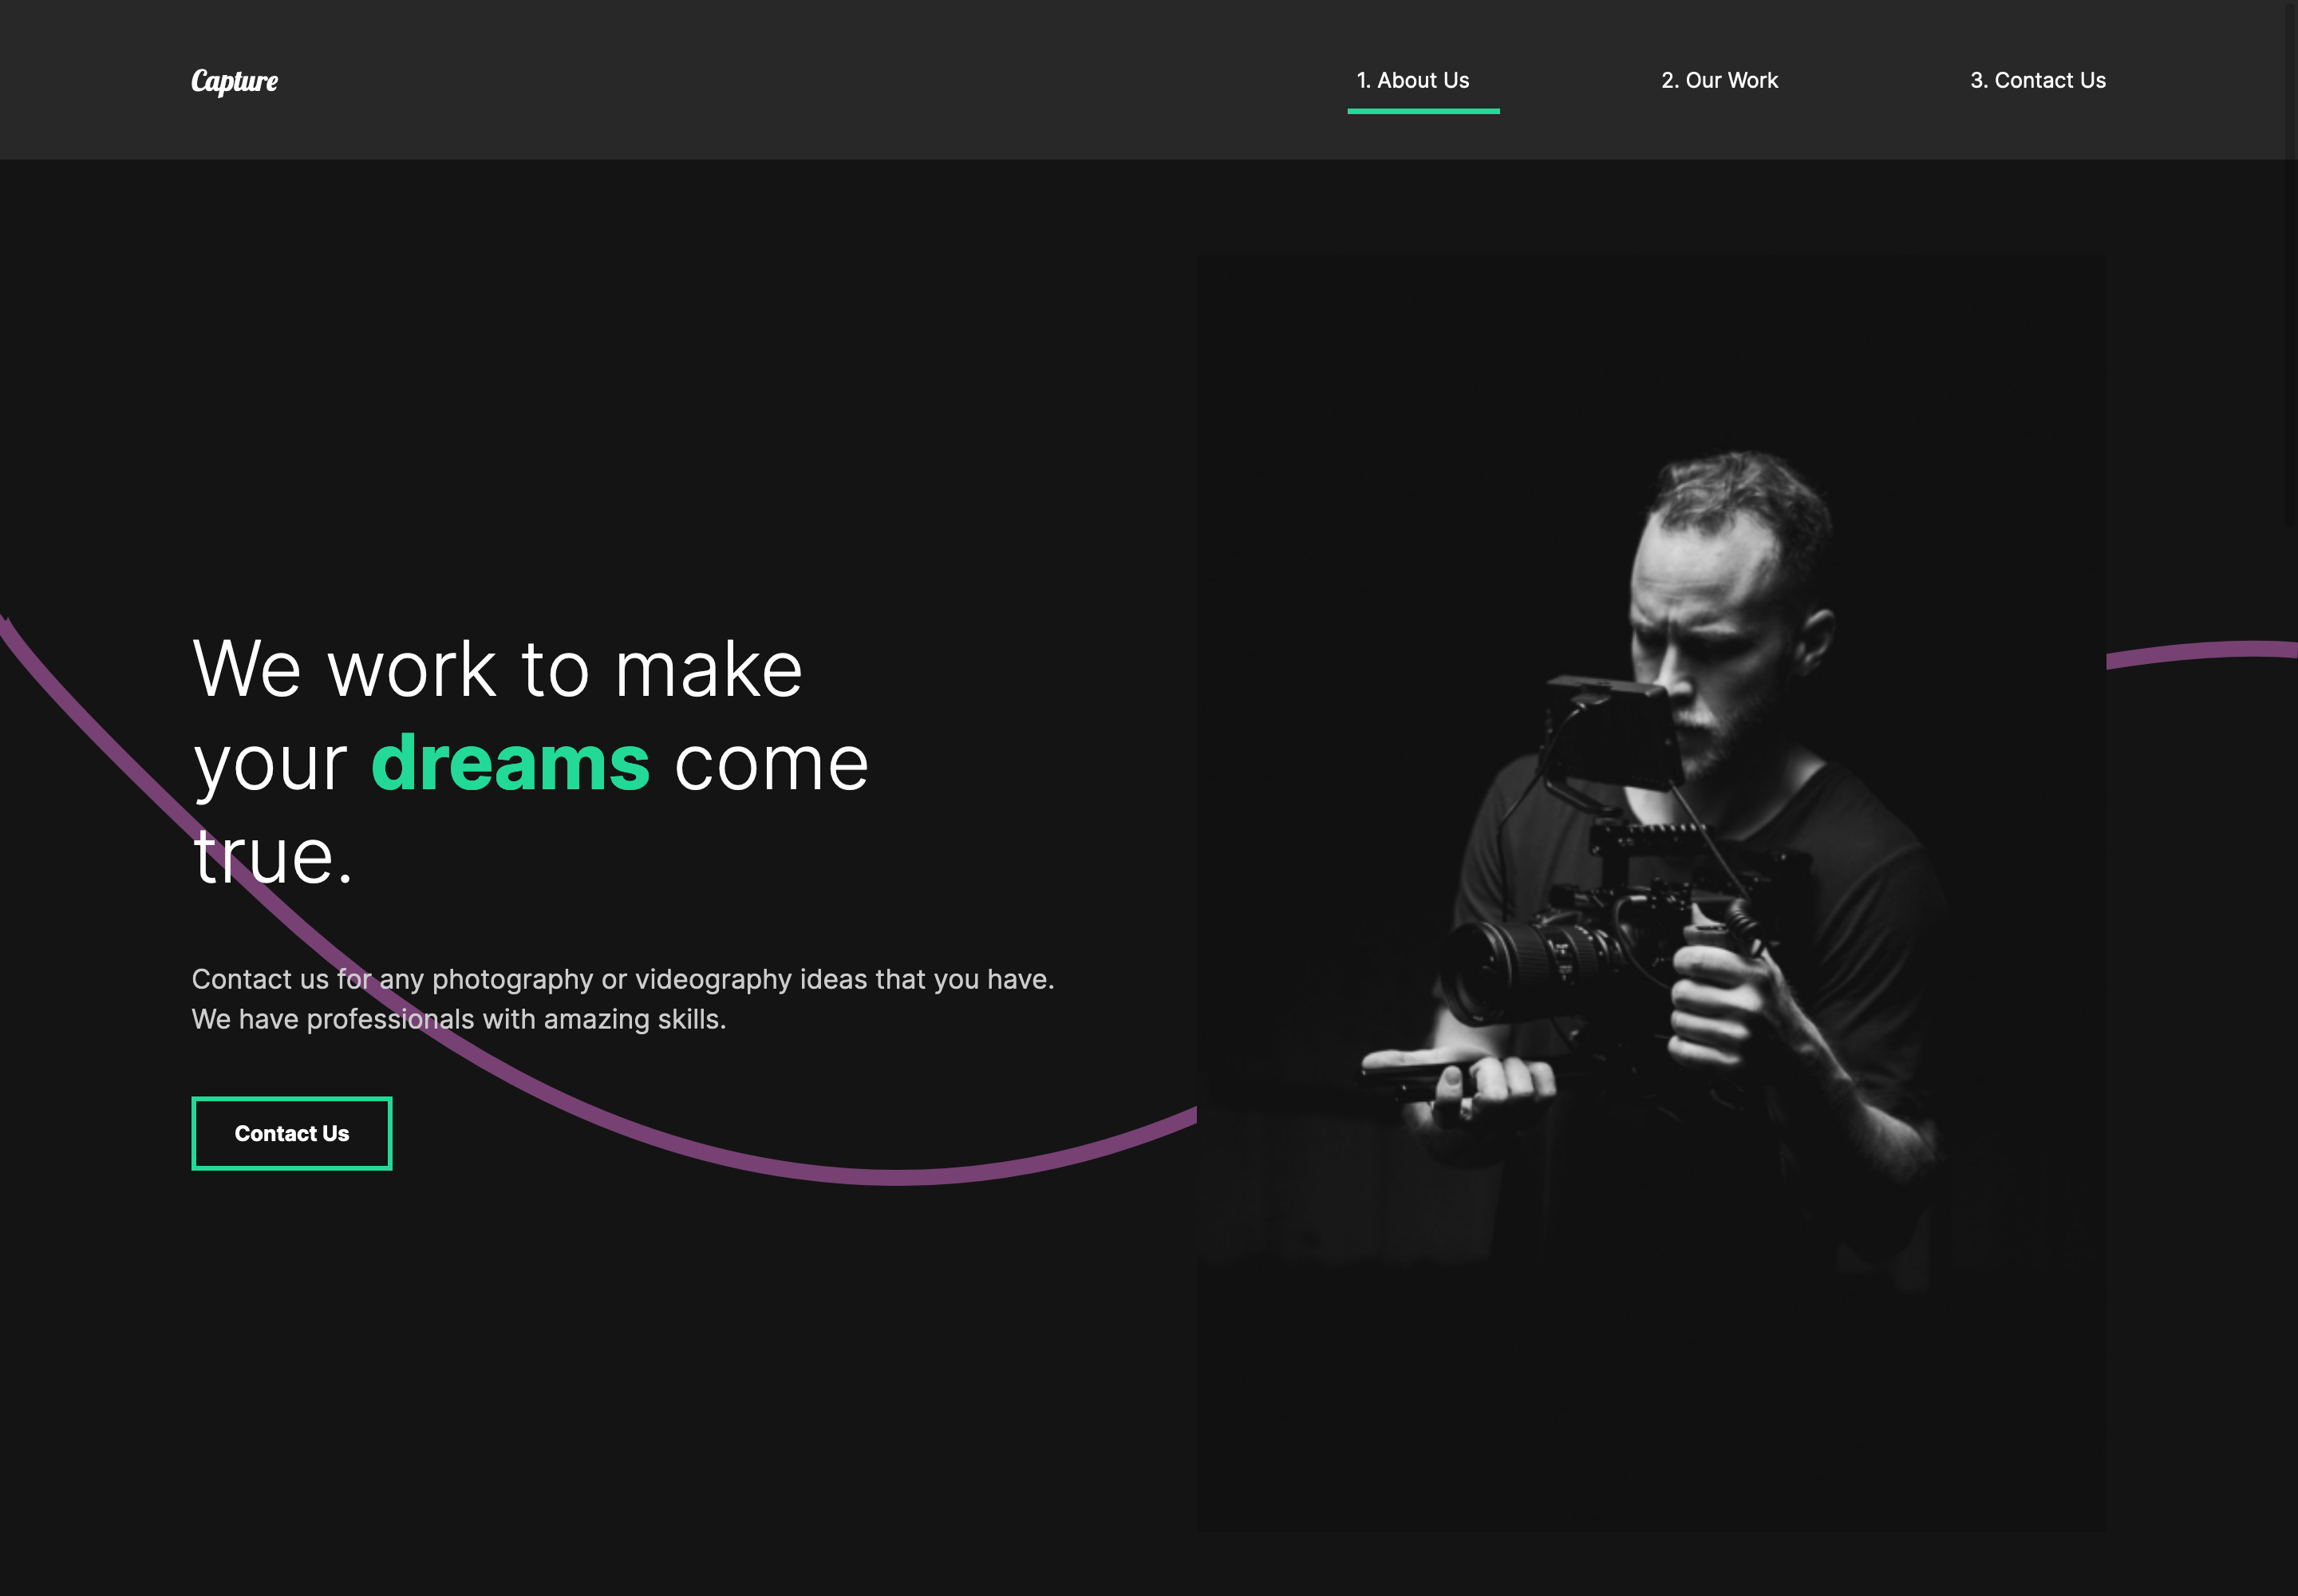 Capture
1. About Us
2. Our Work
3. Contact Us
We work to make
your dreams come
true.
Contact us for any photography or videography ideas that you have.
We have professionals with amazing skills.
Contact Us